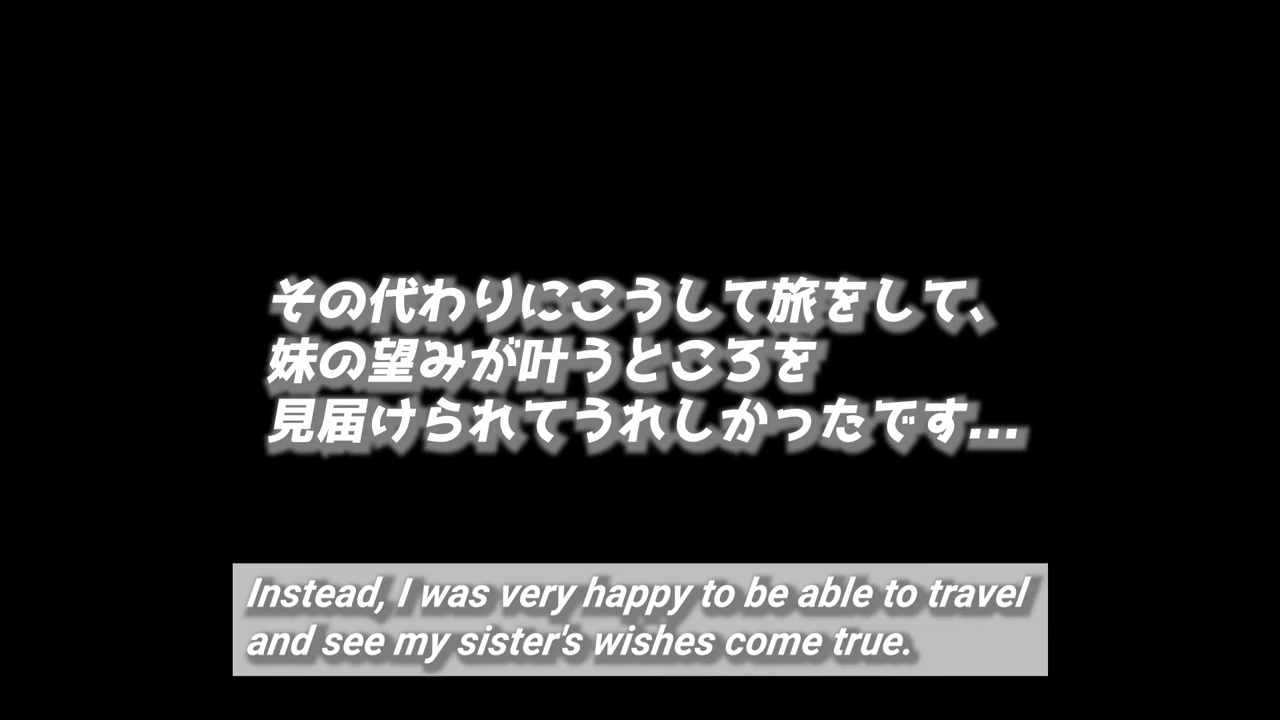 その代わりにこうして旅をして、
妹の望みが叶うところを
見届けられてうれしかったです...
Instead, I was very happy to be able to travel
and see my sister's wishes come true.